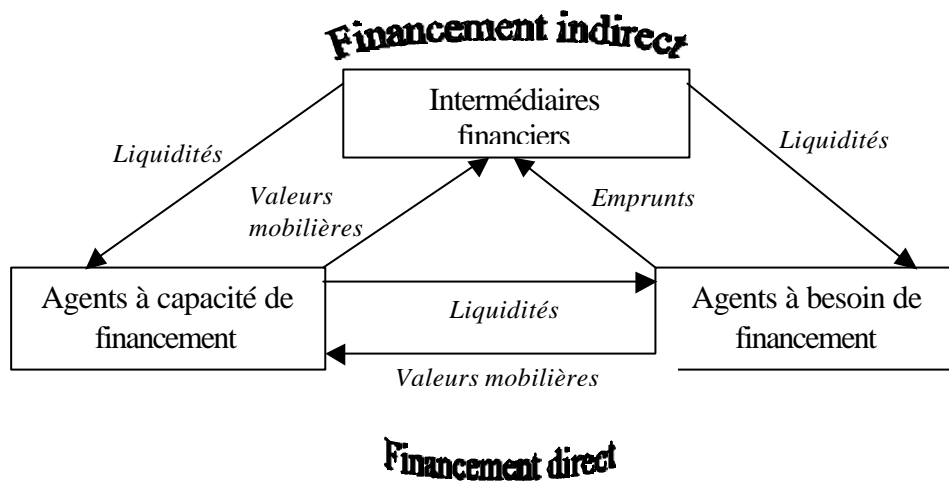 Financement indirect
Intermédiaires
financiers
Liquidités
Liquidités
Valeurs
mobilières
Emprunts
Agents à capacité de
financement
Liquidités
Agents à besoin de
financement
Valeurs mobilières
Financement direct